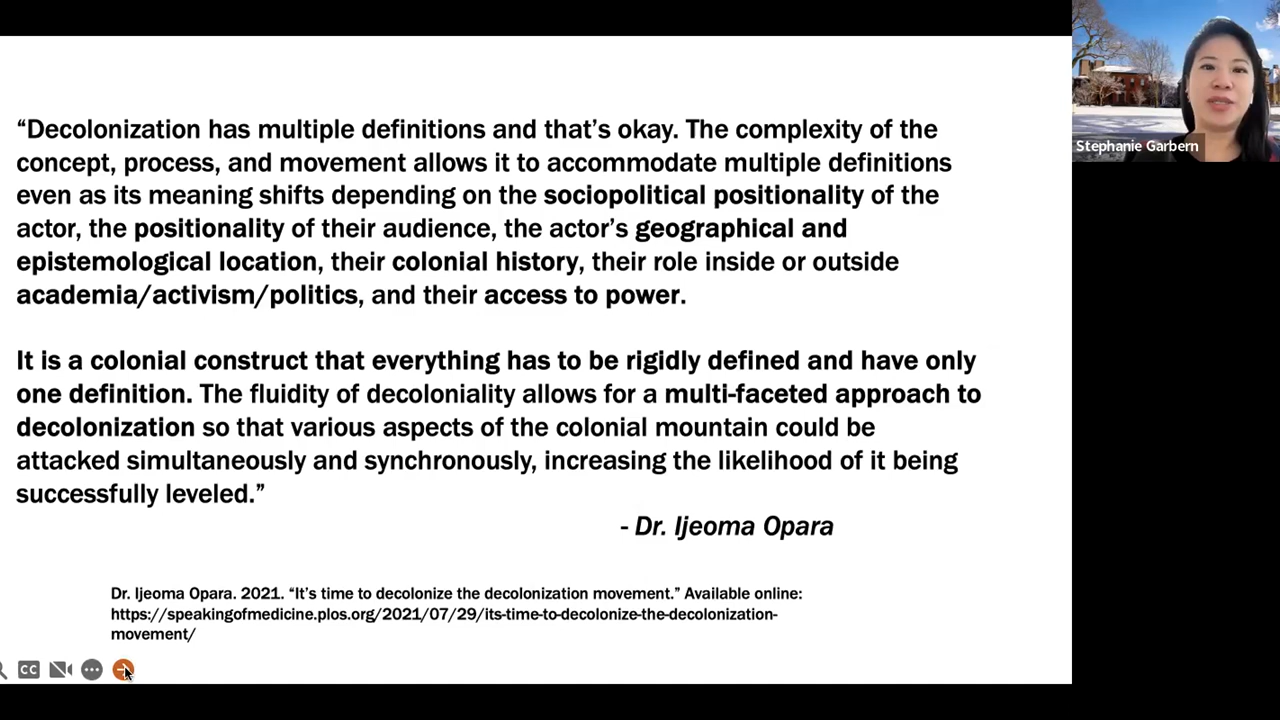 “Decolonization has multiple definitions and that’s okay. The complexity of the
concept, process, and movement allows it to accommodate multiple definitions
even as its meaning shifts depending on the sociopolitical positionality of the
actor, the positionality of their audience, the actor’s geographical and
epistemological location, their colonial history, their role inside or outside
academia/activism/politics, and their access to power.
It is a colonial construct that everything has to be rigidly defined and have only
one definition. The fluidity of decoloniality allows for a multi-faceted approach to
decolonization so that various aspects of the colonial mountain could be
attacked simultaneously and synchronously, increasing the likelihood of it being
successfully leveled.”
- Dr. Ijeoma Opara
Dr. Ijeoma Opara. 2021. “It’s time to decolonize the decolonization movement.” Available online:
https://speakingofmedicine.plos.org/2021/07/29/its-time-to-decolonize-the-decolonization-
movement/
CC
Stephanie Garbern